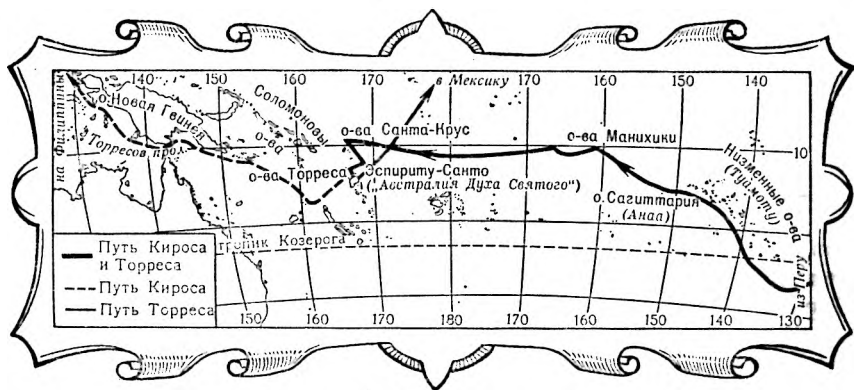 140
150
160
170
180
170
160
150
140
130
в Мексику
на Филиппины
о. Новая Гвинея
Соломоновы
о-ва
о-ва Санта-Крус
о-ва Манихики
10
Торресов прол.
о-ва Торреса
Эспириту-Санто
("Австралия Духа Святого")
Низменные о-ва
(Туамоту)
о. Сагиттария
(Анаа)
тропик Козерога
из Перу
Путь Кироса
и Торреса
Путь Кироса
Путь Торреса
150
160
170
180
170
160
150
140
130